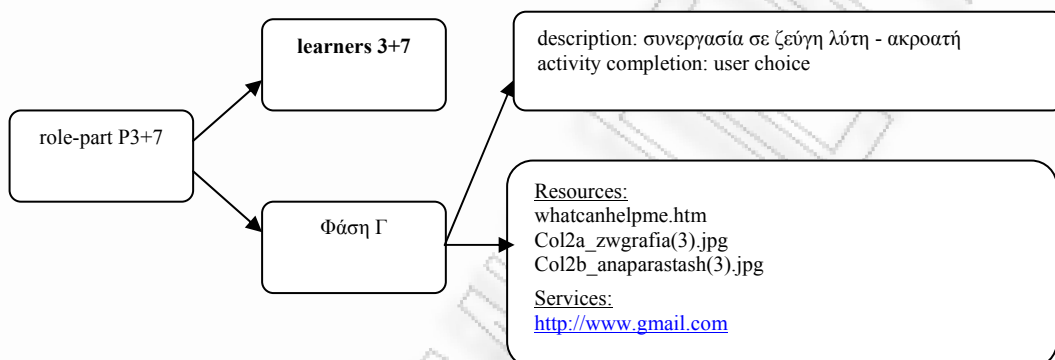 role-part P3+7
learners 3+7
Φάση Γ
description: συνεργασία σε ζεύγη λύτη - ακροατή
activity completion: user choice
Resources:
whatcanhelpme.htm
Col2a_zwgrafia(3).jpg
Col2b_anaparastash(3).jpg
Services:
http://www.gmail.com